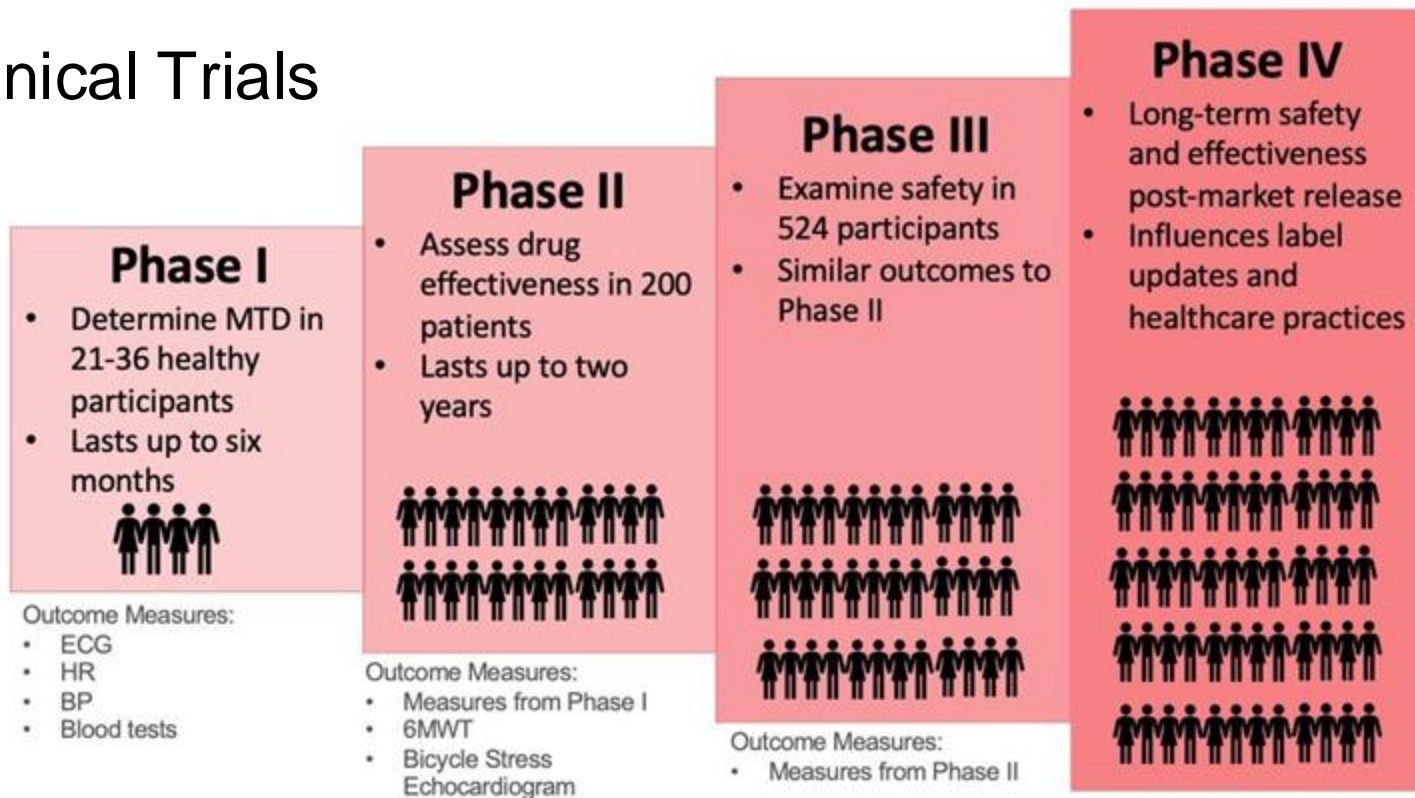 nical Trials
Phase I
• Determine MTD in
21-36 healthy
participants
• Lasts up to six
months
Outcome Measures:
• ECG
• HR
• BP
• Blood tests
Phase II
• Assess drug
effectiveness in 200
patients
• Lasts up to two
years
Outcome Measures:
• Measures from Phase I
• 6MWT
• Bicycle Stress
Echocardiogram
Phase III
• Examine safety in
524 participants
• Similar outcomes to
Phase II
Outcome Measures:
• Measures from Phase II
Phase IV
• Long-term safety
and effectiveness
post-market release
• Influences label
updates and
healthcare practices